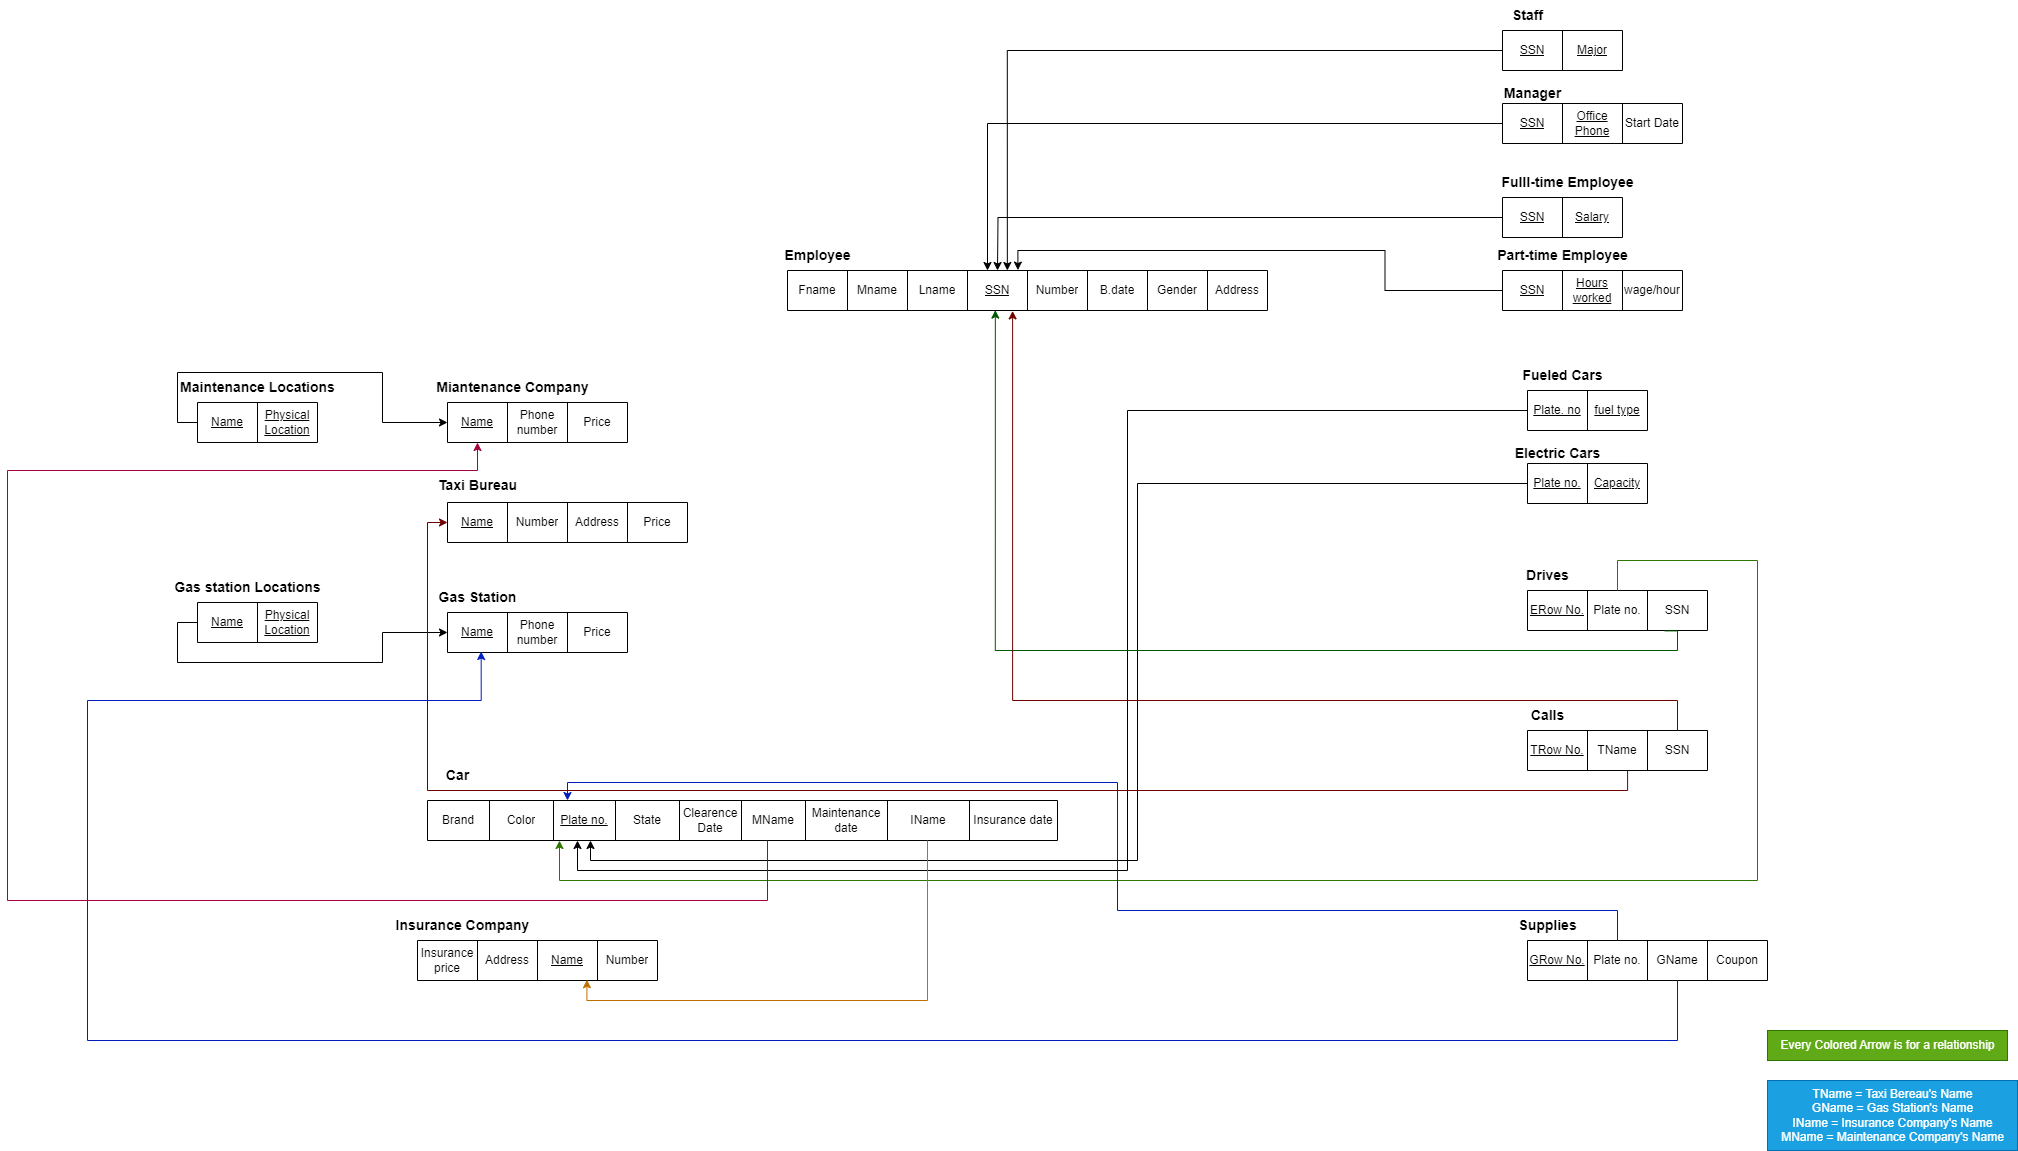 Staff
SSN Major
Manager
SSN Office Phone Start Date
Fulll-time Employee
SSN Salary
Employee
Part-time Employee
Fname Mname Lname SSN Number B.date Gender Address
SSN Hours worked wage/hour
Maintenance Locations
Name Physical Location
Miantenance Company
Name Phone number Price
Fueled Cars
Plate. no fuel type
Electric Cars
Plate no. Capacity
Taxi Bureau
Name Number Address Price
Gas station Locations
Name Physical Location
Gas Station
Name Phone number Price
Drives
ERow No. Plate no. SSN
Calls
TRow No. TName SSN
Car
Brand Color Plate no. State Clearence Date MName Maintenance date IName Insurance date
Insurance Company
Insurance price Address Name Number
Supplies
GRow No. Plate no. GName Coupon
Every Colored Arrow is for a relationship
TName = Taxi Bereau's Name
GName = Gas Station's Name
IName = Insurance Company's Name
MName = Maintenance Company's Name